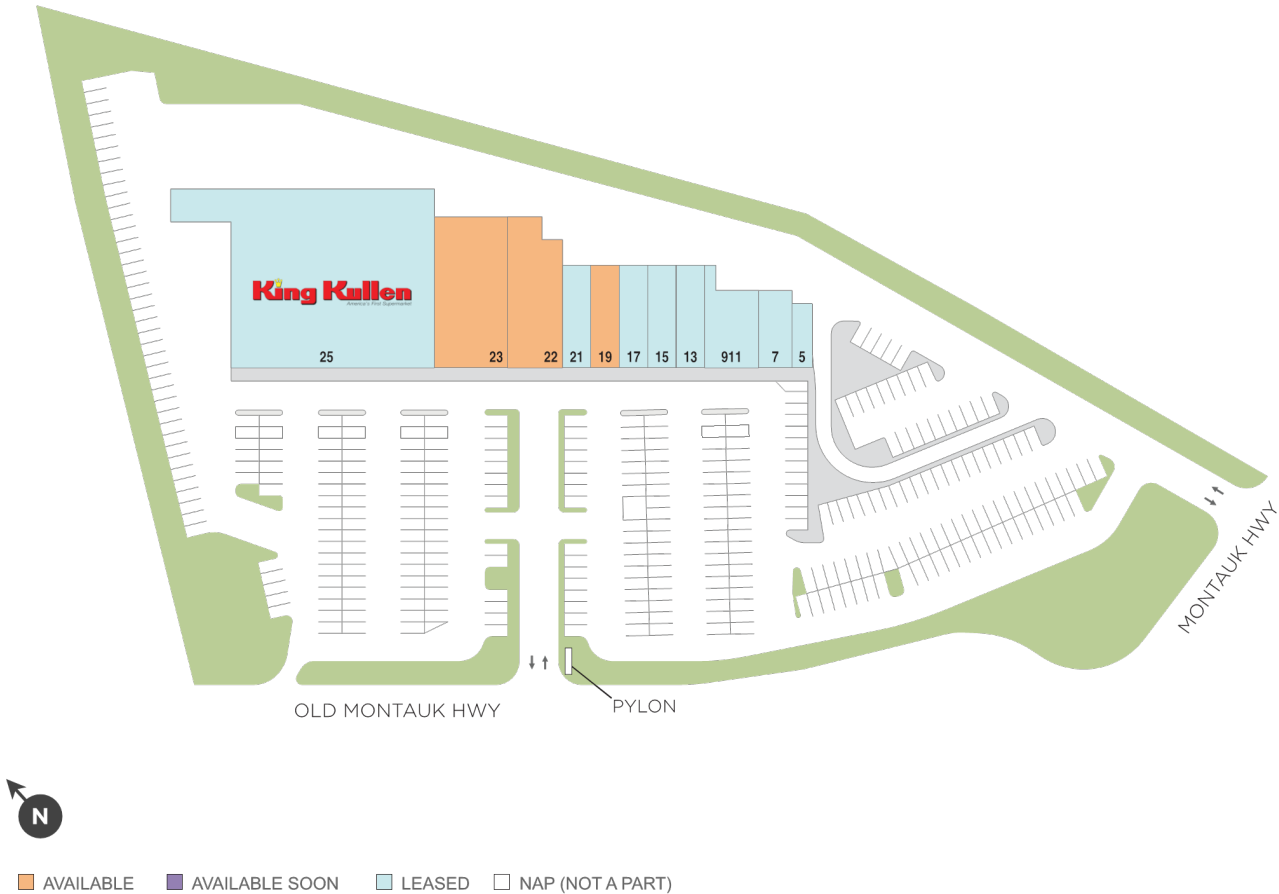 King Kullen
America's First Supermarket
25 23 22 21 19 17 15 13 911 7 5
MONTAUK HWY
PYLON
OLD MONTAUK HWY
N
AVAILABLE AVAILABLE SOON LEASED NAP (NOT A PART)